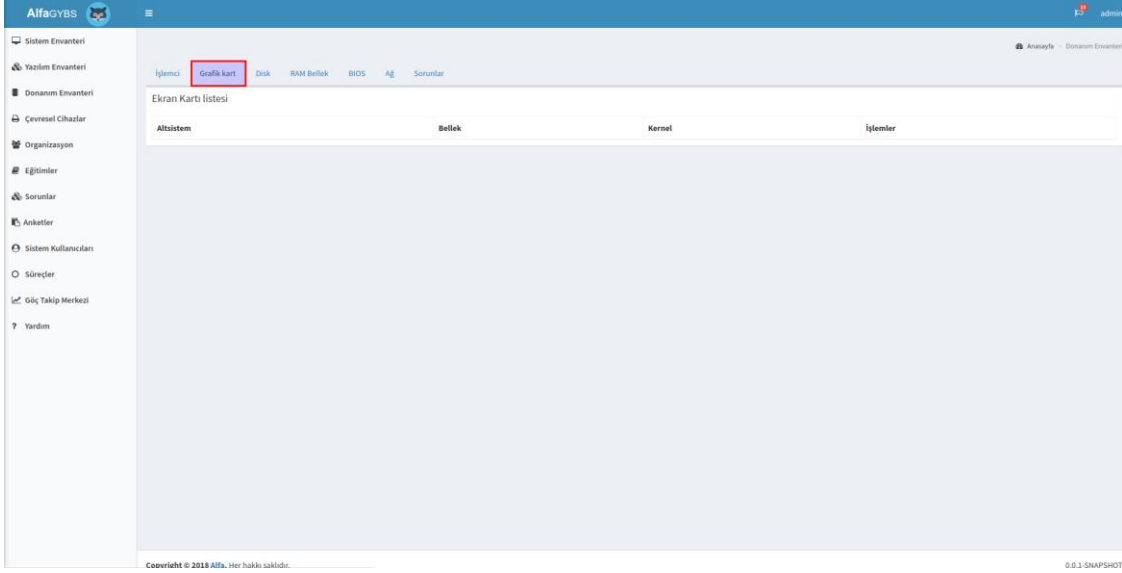 AlfaGYBS
13 admin
Sistem Envanteri
Yazılım Envanteri
Donanım Envanteri
Çevresel Cihazlar
Organizasyon
Eğitimler
Sorunlar
Anketler
Sistem Kullanıcıları
Süreçler
Göç Takip Merkezi
? Yardım
Anasayfa > Donanım Envanteri
İşlemci Grafik kart Disk RAM Bellek BIOS Ağ Sorunlar
Ekran Kartı listesi
Altsistem Bellek Kernel İşlemler
Copyright © 2018 Alfa. Her hakkı saklıdır.
0.0.1-SNAPSHOT